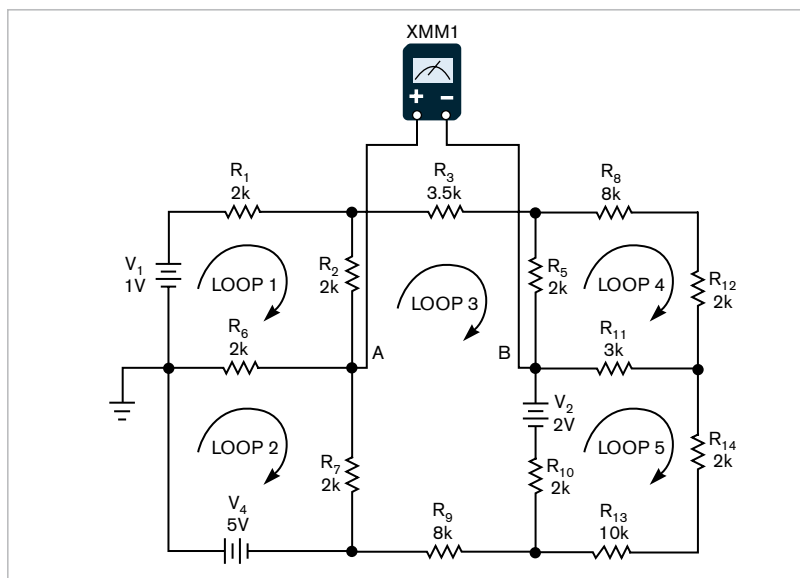 XMM1
+ −
R1
2k
R3
3.5k
R8
8k
V1
1V
LOOP 1
R2
2k
LOOP 3
R5
2k
LOOP 4
R12
2k
R6
2k
A
B
R11
3k
V2
2V
LOOP 2
R7
2k
R10
2k
LOOP 5
R14
2k
V4
5V
R9
8k
R13
10k